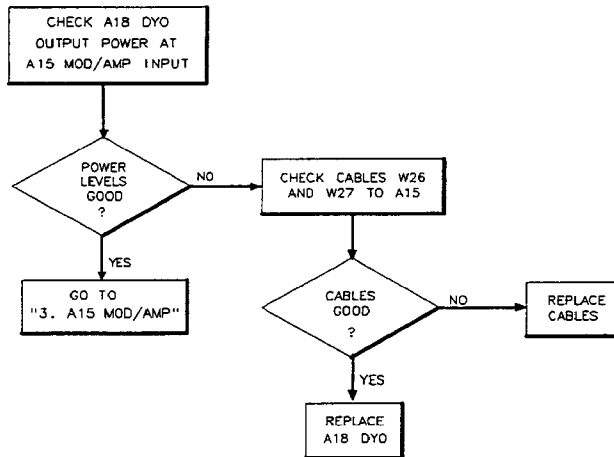 CHECK A18 DYO
OUTPUT POWER AT
A15 MOD/AMP INPUT
POWER
LEVELS
GOOD
?
NO
YES
GO TO
"3. A15 MOD/AMP"
CHECK CABLES W26
AND W27 TO A15
CABLES
GOOD
?
NO
REPLACE
CABLES
YES
REPLACE
A18 DYO